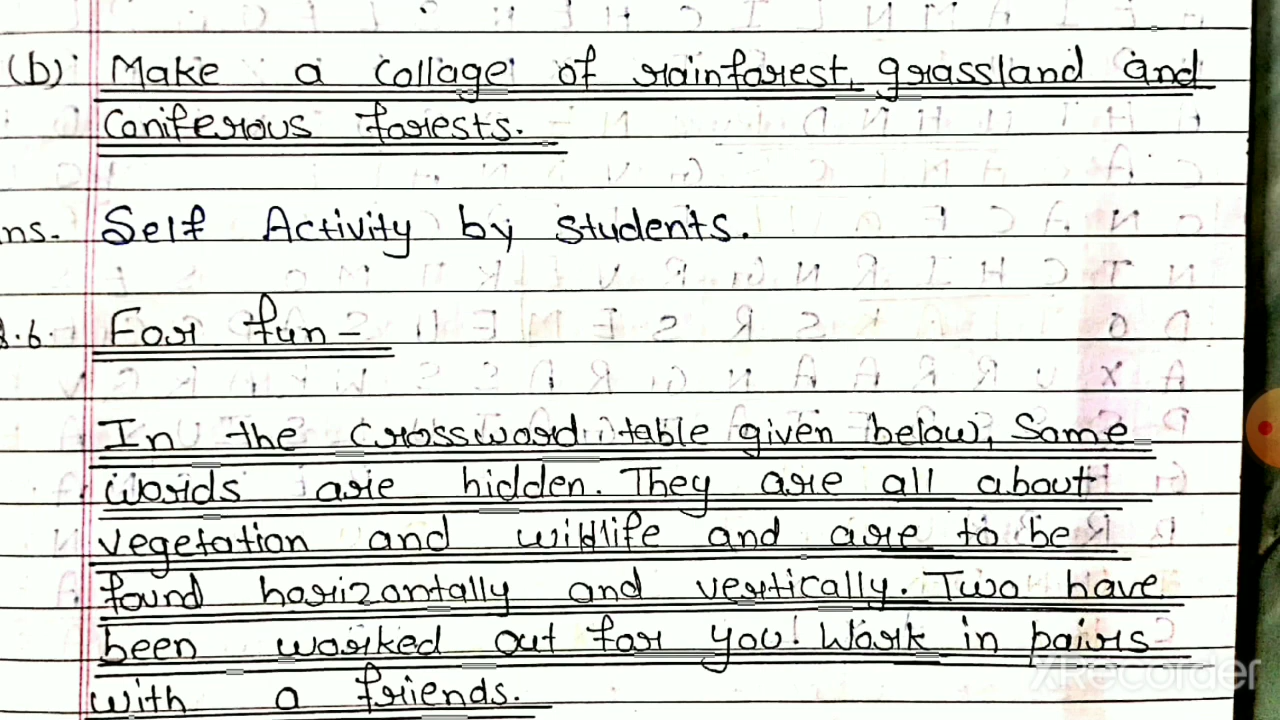 (b) Make a collage of rainforest, grassland and
Coniferous forests.
ns. Self Activity by students.
.6. For fun -
In the crossword table given below, Some
words are hidden. They are all about
vegetation and wildlife and are to be
found horizontally and vertically. Two have
been worked out for you. Work in pairs
with a friends.
XRecorder